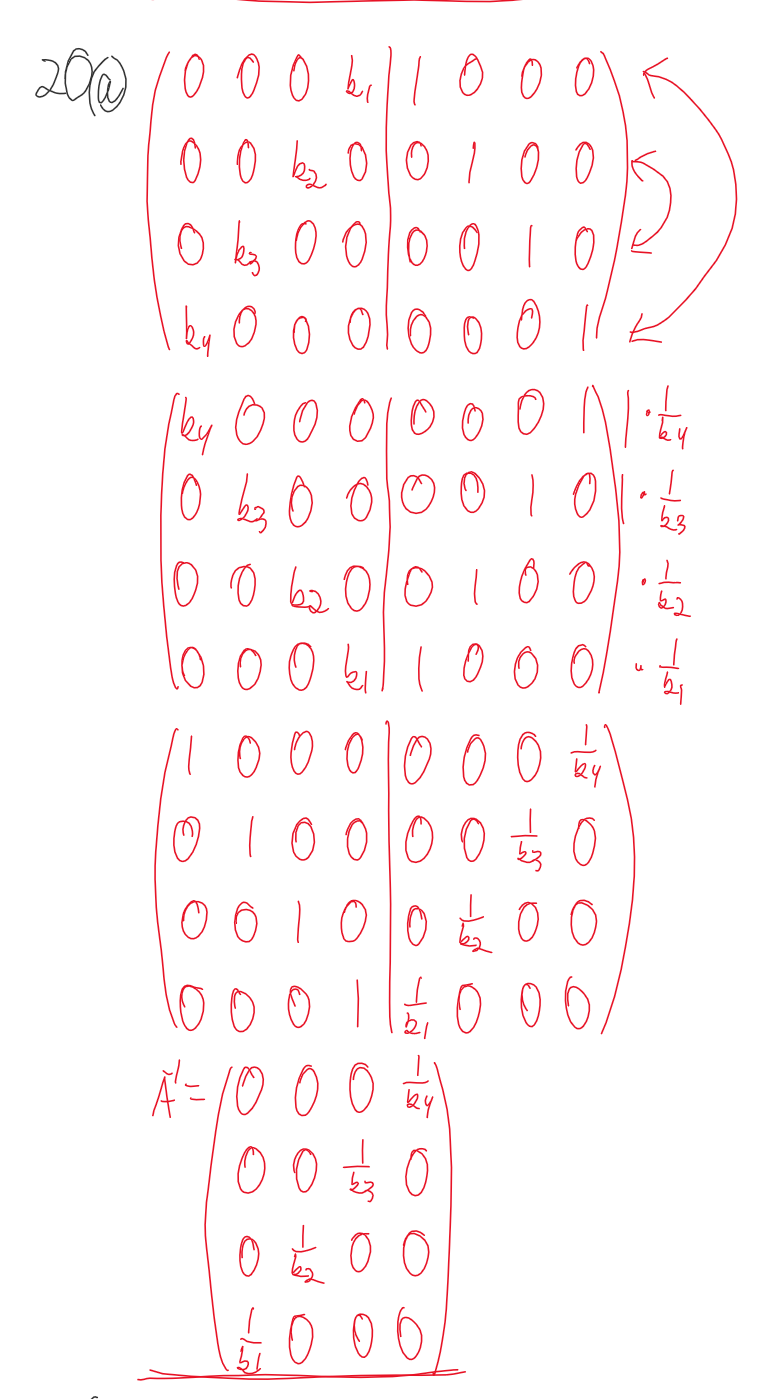 20(a) ( 0 0 0 k₁ | 1 0 0 0 )
( 0 0 k₂ 0 | 0 1 0 0 )
( 0 k₃ 0 0 | 0 0 1 0 )
( k₄ 0 0 0 | 0 0 0 1 )
( k₄ 0 0 0 | 0 0 0 1 ) | · 1/k₄
( 0 k₃ 0 0 | 0 0 1 0 ) | · 1/k₃
( 0 0 k₂ 0 | 0 1 0 0 ) · 1/k₂
( 0 0 0 k₁ | 1 0 0 0 ) · 1/k₁
( 1 0 0 0 | 0 0 0 1/k₄ )
( 0 1 0 0 | 0 0 1/k₃ 0 )
( 0 0 1 0 | 0 1/k₂ 0 0 )
( 0 0 0 1 | 1/k₁ 0 0 0 )
A⁻¹ = ( 0 0 0 1/k₄ )
( 0 0 1/k₃ 0 )
( 0 1/k₂ 0 0 )
( 1/k₁ 0 0 0 )